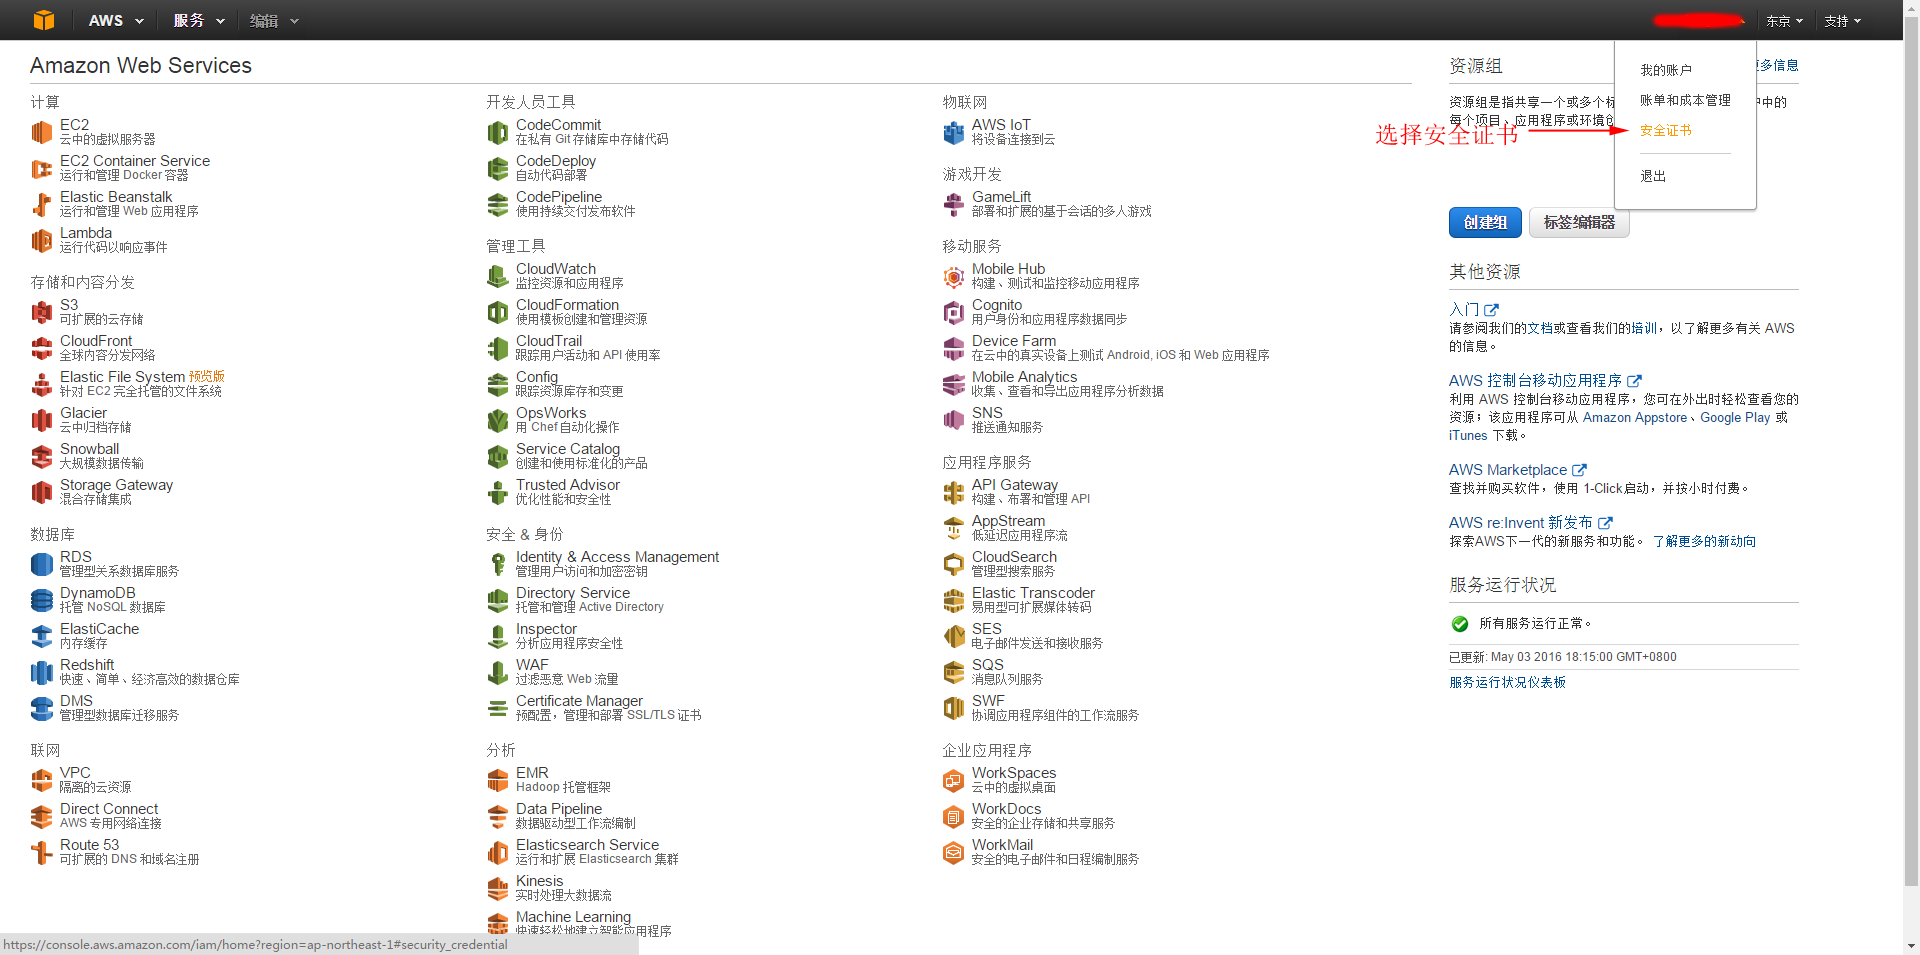 AWS 服务 编辑 东京 支持
Amazon Web Services
计算
EC2
云中的虚拟服务器
EC2 Container Service
运行和管理 Docker 容器
Elastic Beanstalk
运行和管理 Web 应用程序
Lambda
运行代码以响应事件
存储和内容分发
S3
可扩展的云存储
CloudFront
全球内容分发网络
Elastic File System 预览版
针对 EC2 完全托管的文件系统
Glacier
云中归档存储
Snowball
大规模数据传输
Storage Gateway
混合存储集成
数据库
RDS
管理型关系数据库服务
DynamoDB
托管 NoSQL 数据库
ElastiCache
内存缓存
Redshift
快速、简单、经济高效的数据仓库
DMS
管理型数据库迁移服务
联网
VPC
隔离的云资源
Direct Connect
AWS 专用网络连接
Route 53
可扩展的 DNS 和域名注册
开发人员工具
CodeCommit
在私有 Git 存储库中存储代码
CodeDeploy
自动代码部署
CodePipeline
使用持续交付发布软件
管理工具
CloudWatch
监控资源和应用程序
CloudFormation
使用模板创建和管理资源
CloudTrail
跟踪用户活动和 API 使用率
Config
跟踪资源库存和变更
OpsWorks
用 Chef 自动化操作
Service Catalog
创建和使用标准化的产品
Trusted Advisor
优化性能和安全性
安全 & 身份
Identity & Access Management
管理用户访问和加密密钥
Directory Service
托管和管理 Active Directory
Inspector
分析应用程序安全性
WAF
过滤恶意 Web 流量
Certificate Manager
预配置，管理和部署 SSL/TLS 证书
分析
EMR
Hadoop 托管框架
Data Pipeline
数据驱动型工作流编制
Elasticsearch Service
运行和扩展 Elasticsearch 集群
Kinesis
实时处理大数据流
Machine Learning
快速轻松地建立智能应用程序
物联网
AWS IoT
将设备连接到云
游戏开发
GameLift
部署和扩展的基于会话的多人游戏
移动服务
Mobile Hub
构建、测试和监控移动应用程序
Cognito
用户身份和应用程序数据同步
Device Farm
在云中的真实设备上测试 Android, iOS 和 Web 应用程序
Mobile Analytics
收集、查看和导出应用程序分析数据
SNS
推送通知服务
应用程序服务
API Gateway
构建、布署和管理 API
AppStream
低延迟应用程序流
CloudSearch
管理型搜索服务
Elastic Transcoder
易用型可扩展媒体转码
SES
电子邮件发送和接收服务
SQS
消息队列服务
SWF
协调应用程序组件的工作流服务
企业应用程序
WorkSpaces
云中的虚拟桌面
WorkDocs
安全的企业存储和共享服务
WorkMail
安全的电子邮件和日程编制服务
资源组 多信息
资源组是指共享一个或多个标 中的
每个项目、应用程序或环境创
选择安全证书
我的账户
账单和成本管理
安全证书
退出
创建组 标签编辑器
其他资源
入门
请参阅我们的文档或查看我们的培训，以了解更多有关 AWS
的信息。
AWS 控制台移动应用程序
利用 AWS 控制台移动应用程序，您可在外出时轻松查看您的
资源；该应用程序可从 Amazon Appstore、Google Play 或
iTunes 下载。
AWS Marketplace
查找并购买软件，使用 1-Click启动，并按小时付费。
AWS re:Invent 新发布
探索AWS下一代的新服务和功能。 了解更多的新动向
服务运行状况
所有服务运行正常。
已更新: May 03 2016 18:15:00 GMT+0800
服务运行状况仪表板
https://console.aws.amazon.com/iam/home?region=ap-northeast-1#security_credential